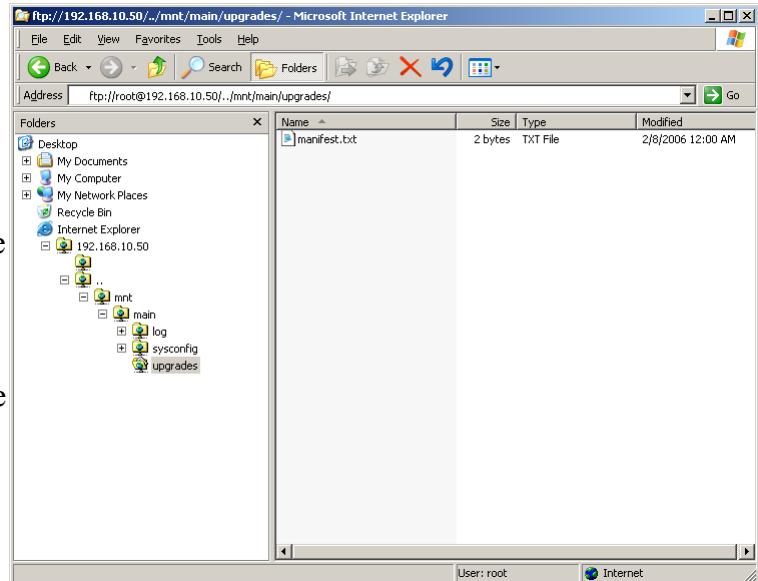 ftp://192.168.10.50/../mnt/main/upgrades/ - Microsoft Internet Explorer
File Edit View Favorites Tools Help
Back Search Folders
Address ftp://root@192.168.10.50/../mnt/main/upgrades/ Go
Folders x Name Size Type Modified
manifest.txt 2 bytes TXT File 2/8/2006 12:00 AM
Desktop
My Documents
My Computer
My Network Places
Recycle Bin
Internet Explorer
e
192.168.10.50
..
mnt
main
log
sysconfig
upgrades
e
User: root Internet